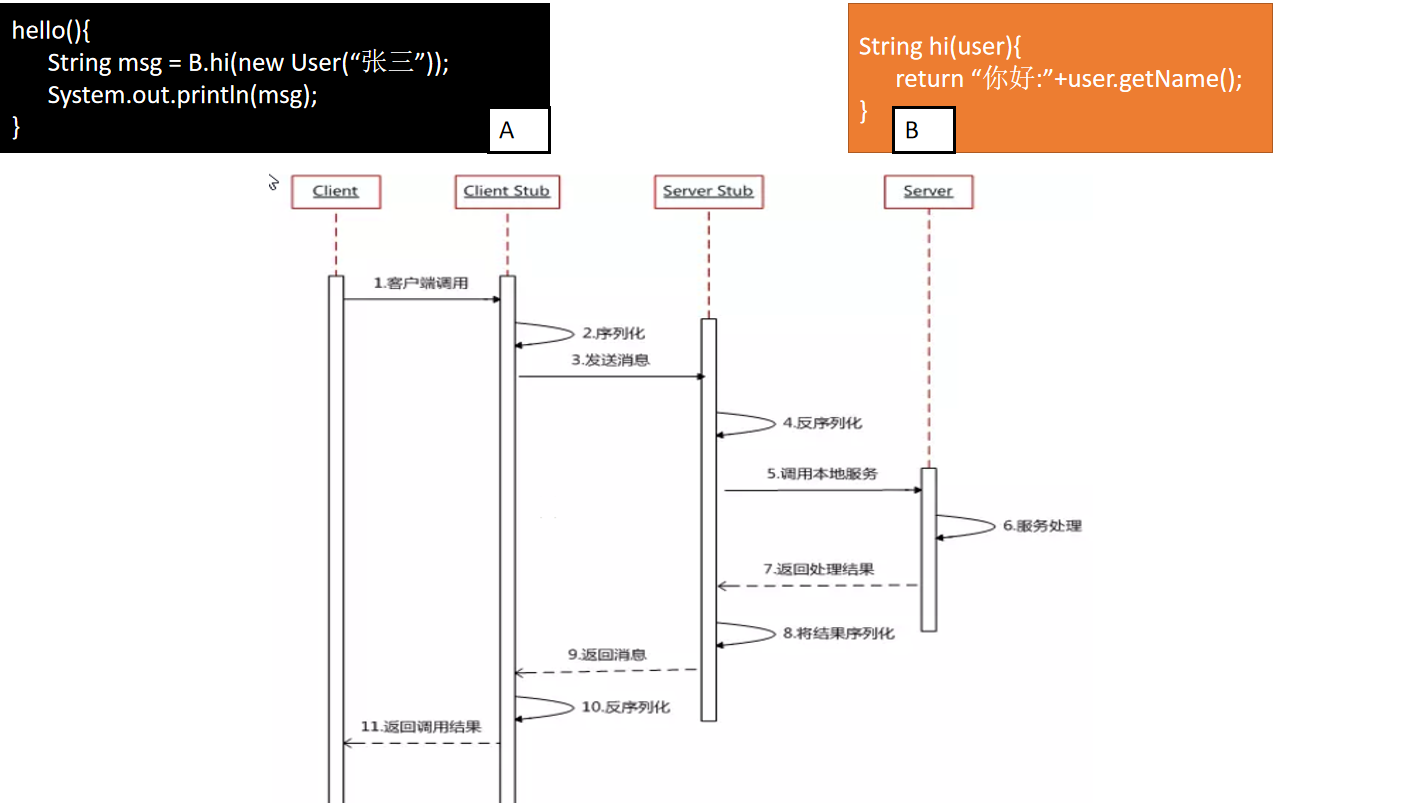 hello(){
String msg = B.hi(new User(“张三”));
System.out.println(msg);
}
A
String hi(user){
return “你好:”+user.getName();
}
B
Client
Client Stub
Server Stub
Server
1.客户端调用
2.序列化
3.发送消息
4.反序列化
5.调用本地服务
6.服务处理
7.返回处理结果
8.将结果序列化
9.返回消息
10.反序列化
11.返回调用结果